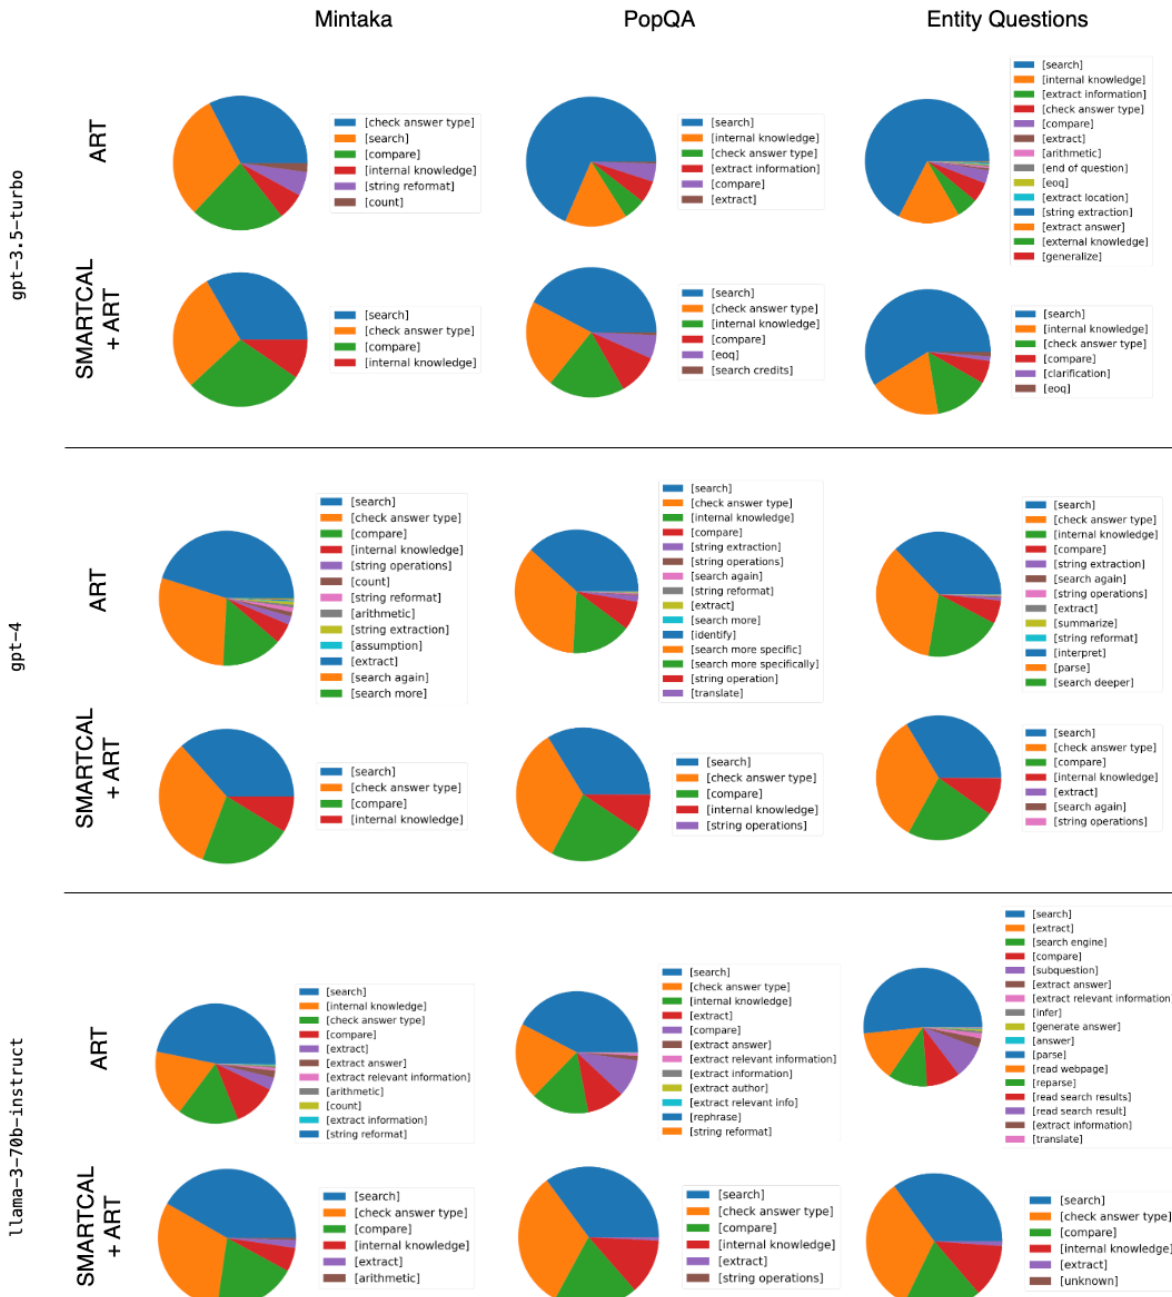 Mintaka
PopQA
Entity Questions
gpt-3.5-turbo
ART
[check answer type]
[search]
[compare]
[internal knowledge]
[string reformat]
[count]
[search]
[internal knowledge]
[check answer type]
[extract information]
[compare]
[extract]
[search]
[internal knowledge]
[extract information]
[check answer type]
[compare]
[extract]
[arithmetic]
[end of question]
[eoq]
[extract location]
[string extraction]
[extract answer]
[external knowledge]
[generalize]
SMARTCAL
+ ART
[search]
[check answer type]
[compare]
[internal knowledge]
[search]
[check answer type]
[internal knowledge]
[compare]
[eoq]
[search credits]
[search]
[internal knowledge]
[check answer type]
[compare]
[clarification]
[eoq]
gpt-4
ART
[search]
[check answer type]
[compare]
[internal knowledge]
[string operations]
[count]
[string reformat]
[arithmetic]
[string extraction]
[assumption]
[extract]
[search again]
[search more]
[search]
[check answer type]
[internal knowledge]
[compare]
[string extraction]
[string operations]
[search again]
[string reformat]
[extract]
[search more]
[identify]
[search more specific]
[search more specifically]
[string operation]
[translate]
[search]
[check answer type]
[internal knowledge]
[compare]
[string extraction]
[search again]
[string operations]
[extract]
[summarize]
[string reformat]
[interpret]
[parse]
[search deeper]
SMARTCAL
+ ART
[search]
[check answer type]
[compare]
[internal knowledge]
[search]
[check answer type]
[compare]
[internal knowledge]
[string operations]
[search]
[check answer type]
[compare]
[internal knowledge]
[extract]
[search again]
[string operations]
llama-3-70b-instruct
ART
[search]
[internal knowledge]
[check answer type]
[compare]
[extract]
[extract answer]
[extract relevant information]
[arithmetic]
[count]
[extract information]
[string reformat]
[search]
[check answer type]
[internal knowledge]
[extract]
[compare]
[extract answer]
[extract relevant information]
[extract information]
[extract author]
[extract relevant info]
[rephrase]
[string reformat]
[search]
[extract]
[search engine]
[compare]
[subquestion]
[extract answer]
[extract relevant information]
[infer]
[generate answer]
[answer]
[parse]
[read webpage]
[reparse]
[read search results]
[read search result]
[extract information]
[translate]
SMARTCAL
+ ART
[search]
[check answer type]
[compare]
[internal knowledge]
[extract]
[arithmetic]
[search]
[check answer type]
[compare]
[internal knowledge]
[extract]
[string operations]
[search]
[check answer type]
[compare]
[internal knowledge]
[extract]
[unknown]